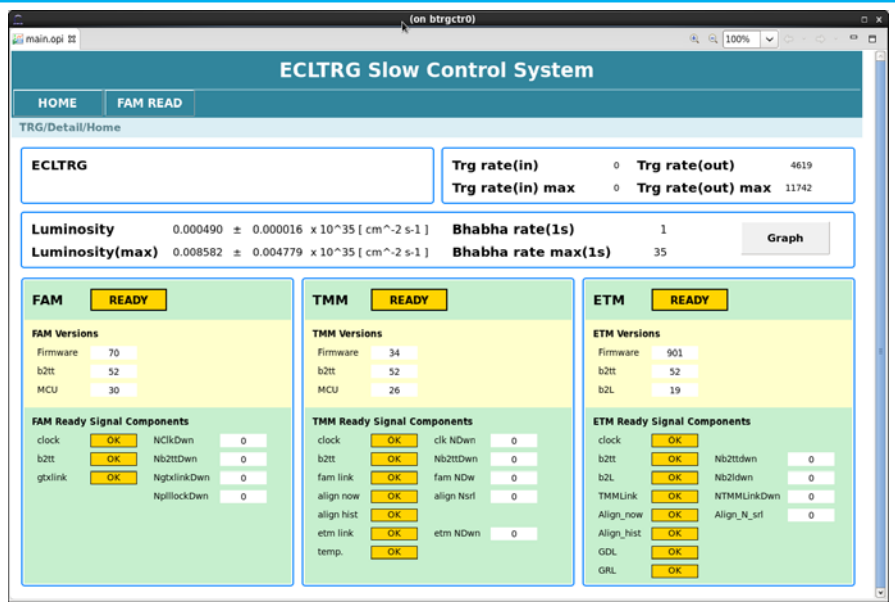 (on btrgctr0)
main.opi
100%
ECLTRG Slow Control System
HOME FAM READ
TRG/Detail/Home
ECLTRG
Trg rate(in) 0 Trg rate(out) 4619
Trg rate(in) max 0 Trg rate(out) max 11742
Luminosity 0.000490 ± 0.000016 x 10^35 [ cm^-2 s-1 ] Bhabha rate(1s) 1
Luminosity(max) 0.008582 ± 0.004779 x 10^35 [ cm^-2 s-1 ] Bhabha rate max(1s) 35
Graph
FAM READY
FAM Versions
Firmware 70
b2tt 52
MCU 30
FAM Ready Signal Components
clock OK NClkDwn 0
b2tt OK Nb2ttDwn 0
gtxlink OK NgtxlinkDwn 0
NplllockDwn 0
TMM READY
TMM Versions
Firmware 34
b2tt 52
MCU 26
TMM Ready Signal Components
clock OK clk NDwn 0
b2tt OK Nb2ttDwn 0
fam link OK fam NDw 0
align now OK align Nsrl 0
align hist OK
etm link OK etm NDwn 0
temp. OK
ETM READY
ETM Versions
Firmware 901
b2tt 52
b2L 19
ETM Ready Signal Components
clock OK
b2tt OK Nb2ttdwn 0
b2L OK Nb2ldwn 0
TMMLink OK NTMMLinkDwn 0
Align_now OK Align_N_srl 0
Align_hist OK
GDL OK
GRL OK